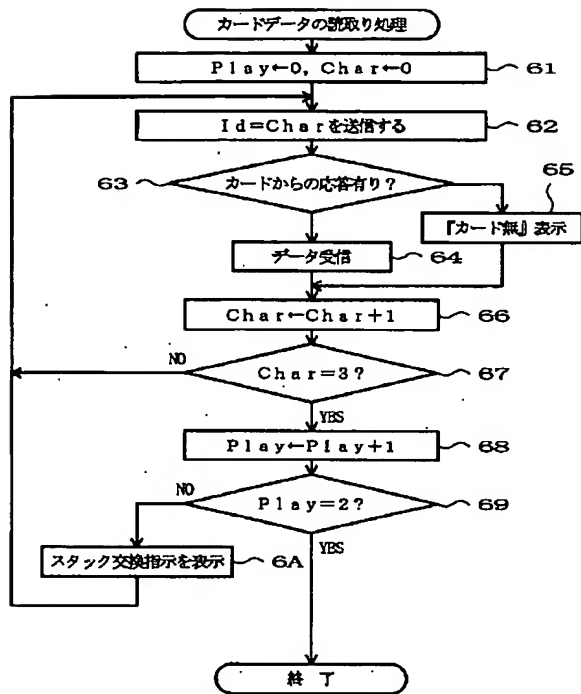 カードデータの読取り処理
Play←0, Char←0
61
Id=Charを送信する
62
63
カードからの応答有り?
65
『カード無』表示
データ受信
64
Char←Char+1
66
NO
Char=3?
67
YES
Play←Play+1
68
NO
Play=2?
69
YES
スタック交換指示を表示
6A
終 了